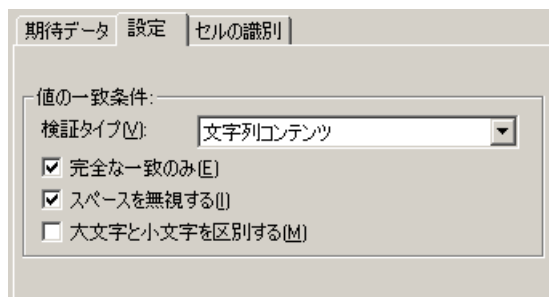 期待データ 設定 セルの識別
値の一致条件:
検証タイプ(V): 文字列コンテンツ
完全な一致のみ(E)
スペースを無視する(I)
大文字と小文字を区別する(M)